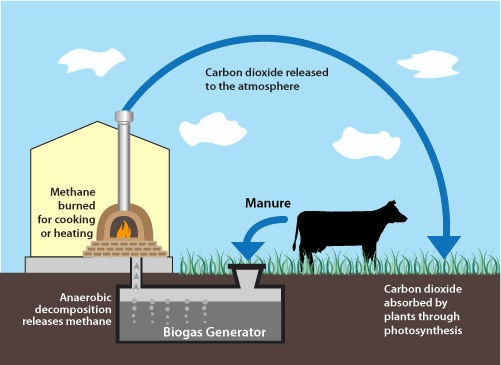 Carbon dioxide released
to the atmosphere
Methane
burned
for cooking
or heating
Manure
Anaerobic
decomposition
releases methane
Biogas Generator
Carbon dioxide
absorbed by
plants through
photosynthesis